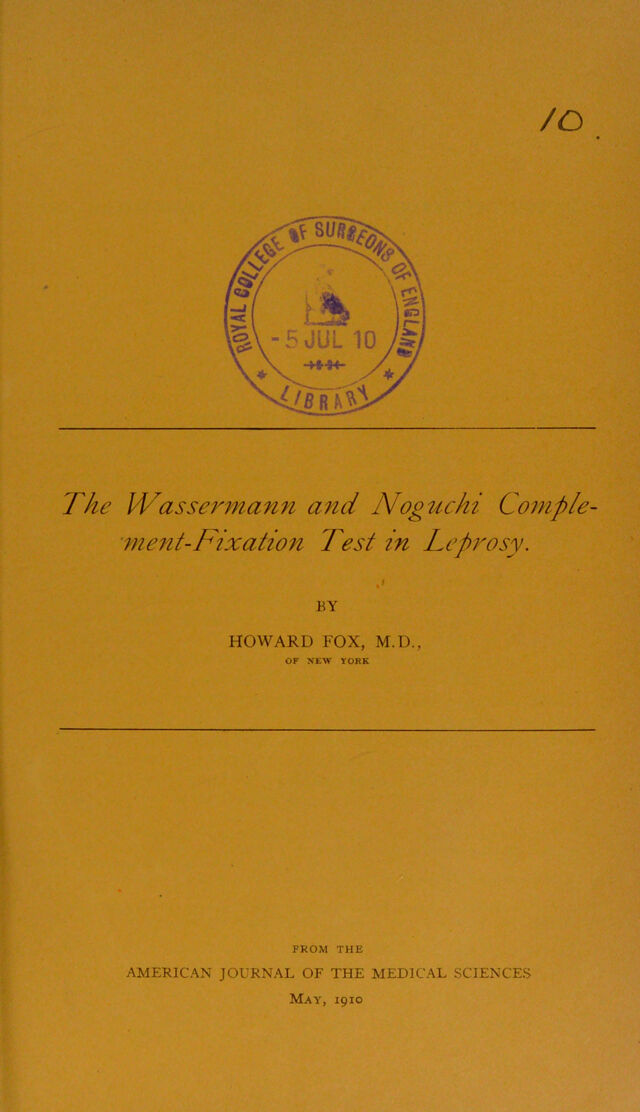 10.
ROYAL COLLEGE OF SURGEONS OF ENGLAND
- 5 JUL 10
* LIBRARY *
The Wassermann and Noguchi Comple-
ment-Fixation Test in Leprosy.
BY
HOWARD FOX, M.D.,
OF NEW YORK
FROM THE
AMERICAN JOURNAL OF THE MEDICAL SCIENCES
MAY, 1910